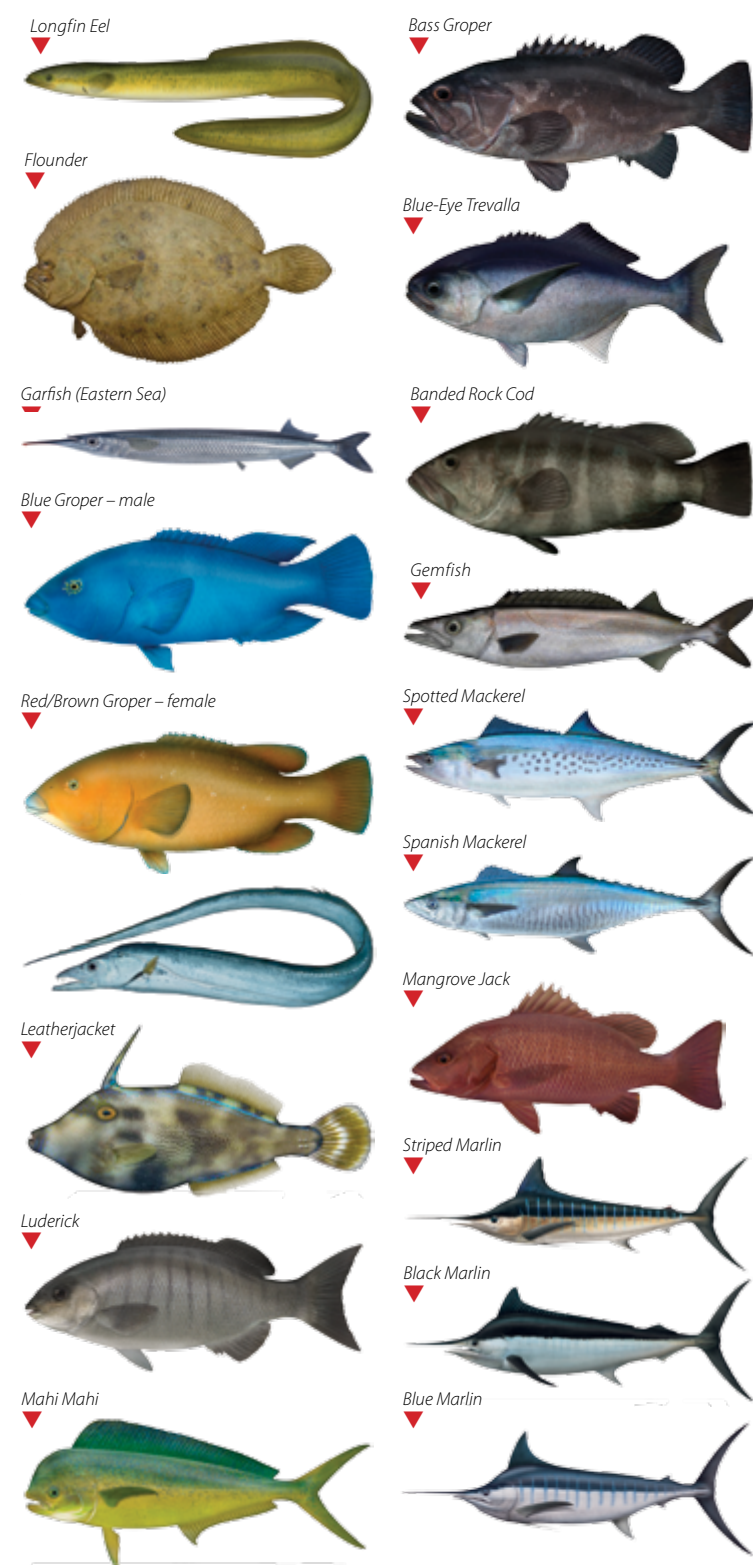 Longfin Eel
Flounder
Garfish (Eastern Sea)
Blue Groper – male
Red/Brown Groper – female
Leatherjacket
Luderick
Mahi Mahi
Bass Groper
Blue-Eye Trevalla
Banded Rock Cod
Gemfish
Spotted Mackerel
Spanish Mackerel
Mangrove Jack
Striped Marlin
Black Marlin
Blue Marlin